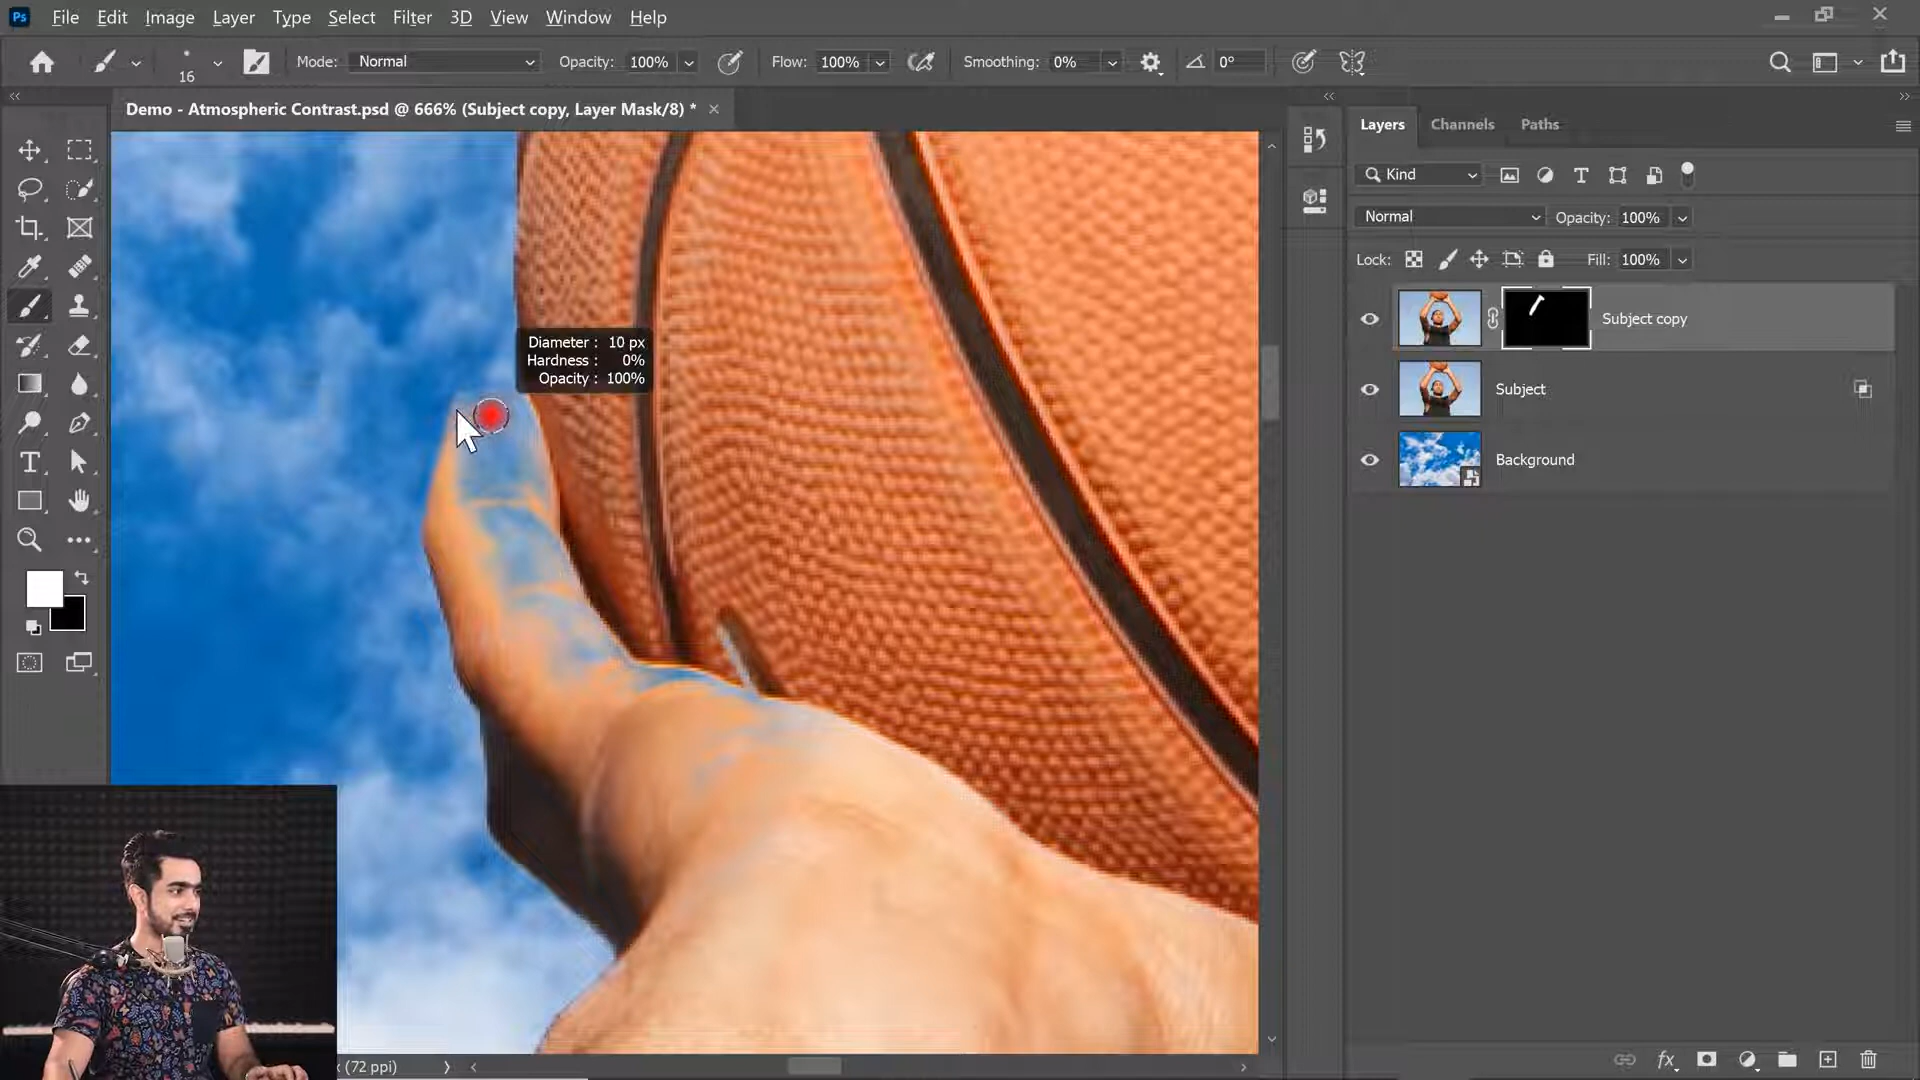 Ps File Edit Image Layer Select Type Filter 3D View Window Help
16 Mode: Normal Opacity: 100% Flow: 100% Smoothing: 0% 0°
Demo - Atmospheric Contrast.psd @ 666% (Subject copy, Layer Mask/8) * ×
Layers Channels Paths
Kind
Normal Opacity: 100%
Lock: Fill: 100%
Subject copy
Subject
Background
Diameter : 10 px
Hardness : 0%
Opacity : 100%
(72 ppi)
fx